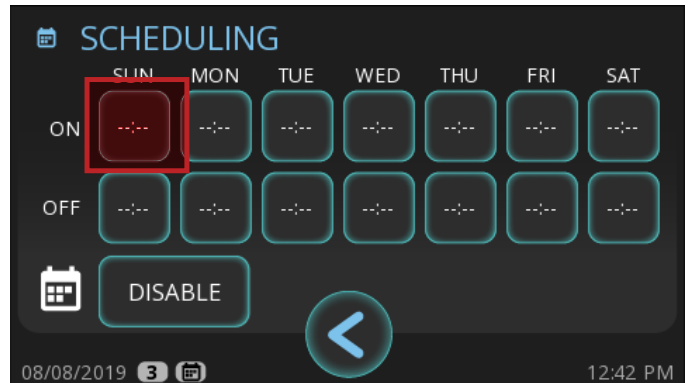 SCHEDULING
SUN MON TUE WED THU FRI SAT
ON --:-- --:-- --:-- --:-- --:-- --:-- --:--
OFF --:-- --:-- --:-- --:-- --:-- --:-- --:--
DISABLE
08/08/2019 3 12:42 PM